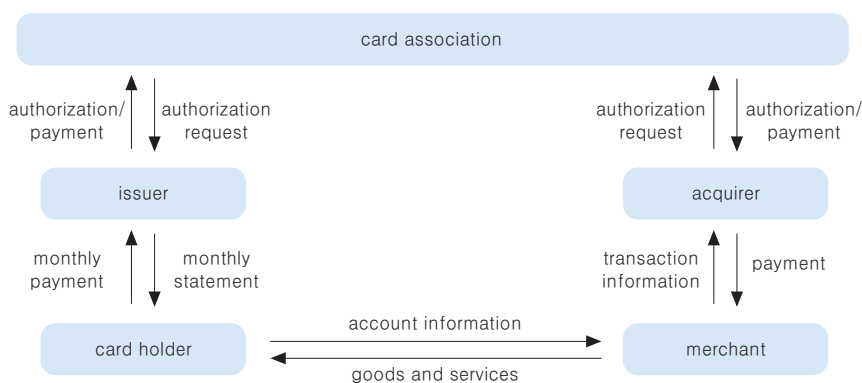 card association
authorization/
payment
authorization
request
authorization
request
authorization/
payment
issuer
acquirer
monthly
payment
monthly
statement
transaction
information
payment
account information
card holder
merchant
goods and services